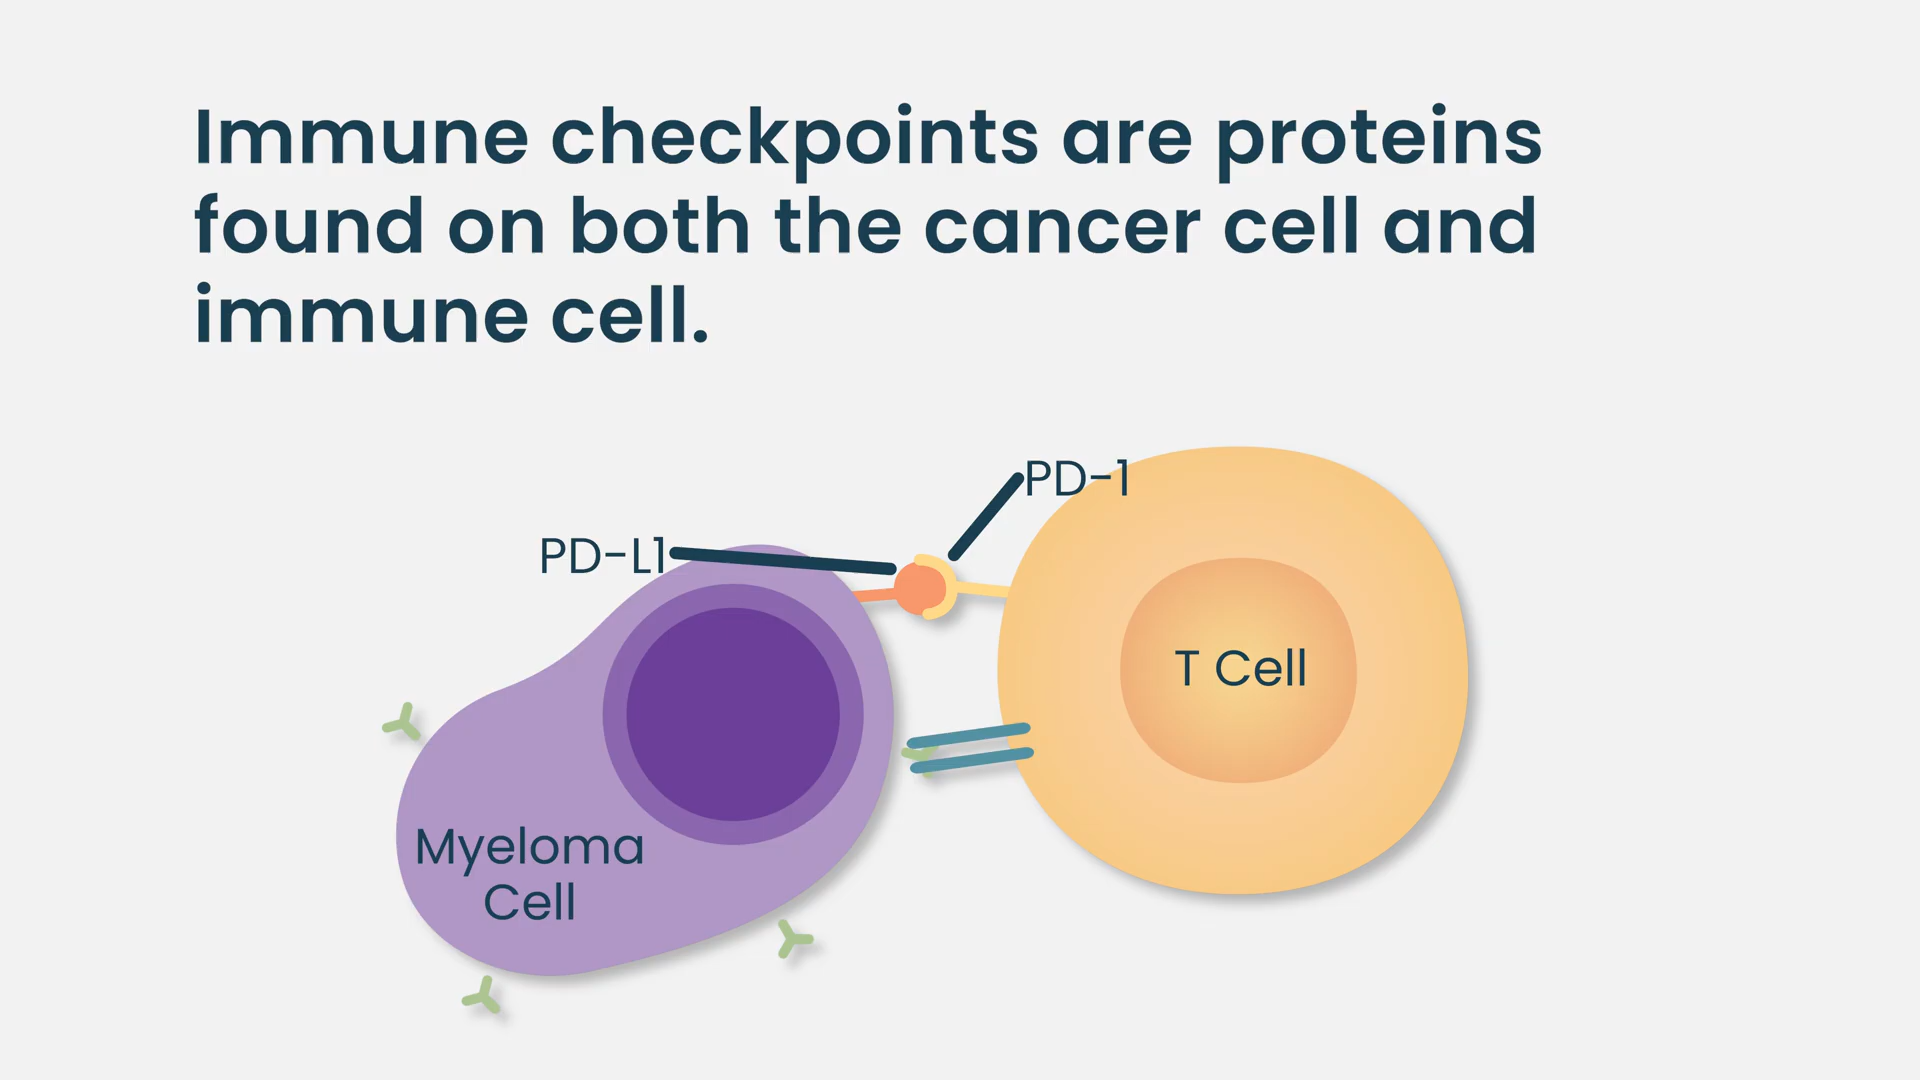 Immune checkpoints are proteins
found on both the cancer cell and
immune cell.
PD-1
PD-L1
T Cell
Myeloma
Cell